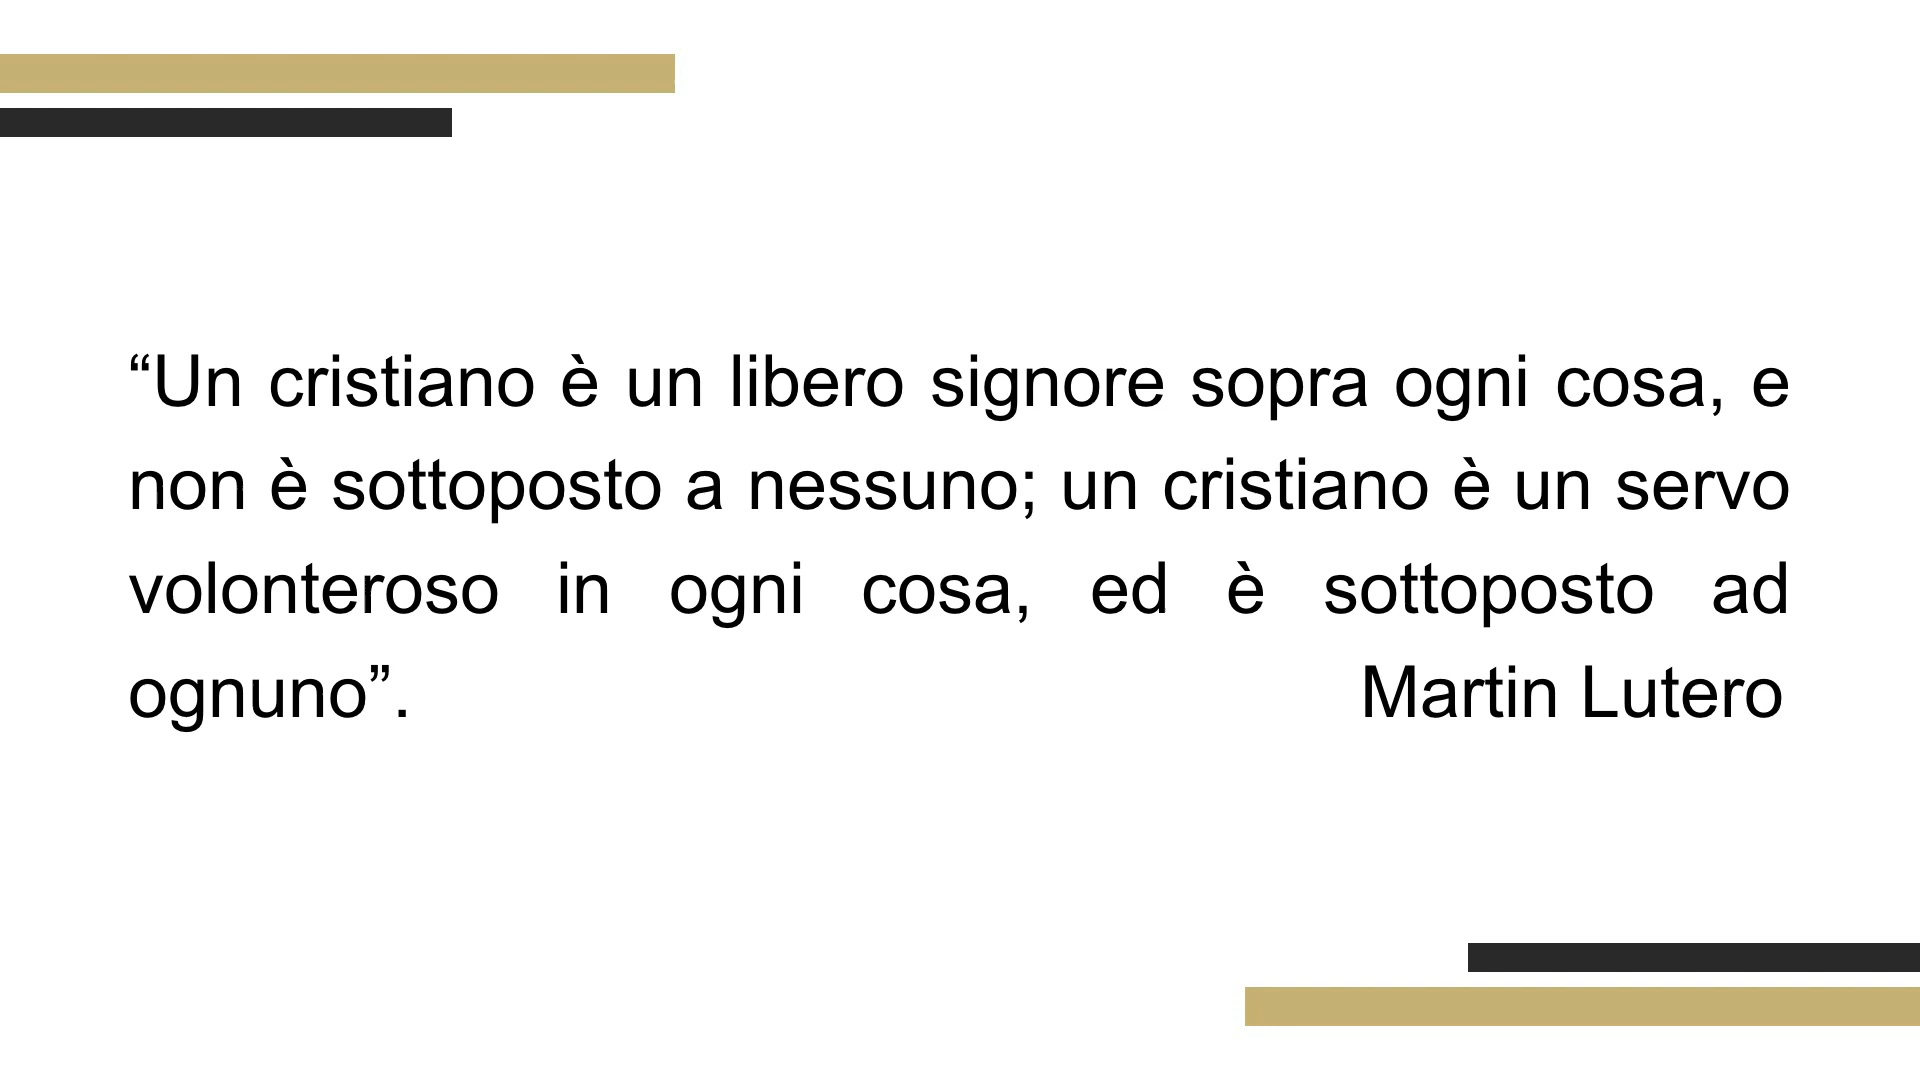 “Un cristiano è un libero signore sopra ogni cosa, e
non è sottoposto a nessuno; un cristiano è un servo
volonteroso in ogni cosa, ed è sottoposto ad
ognuno”. Martin Lutero